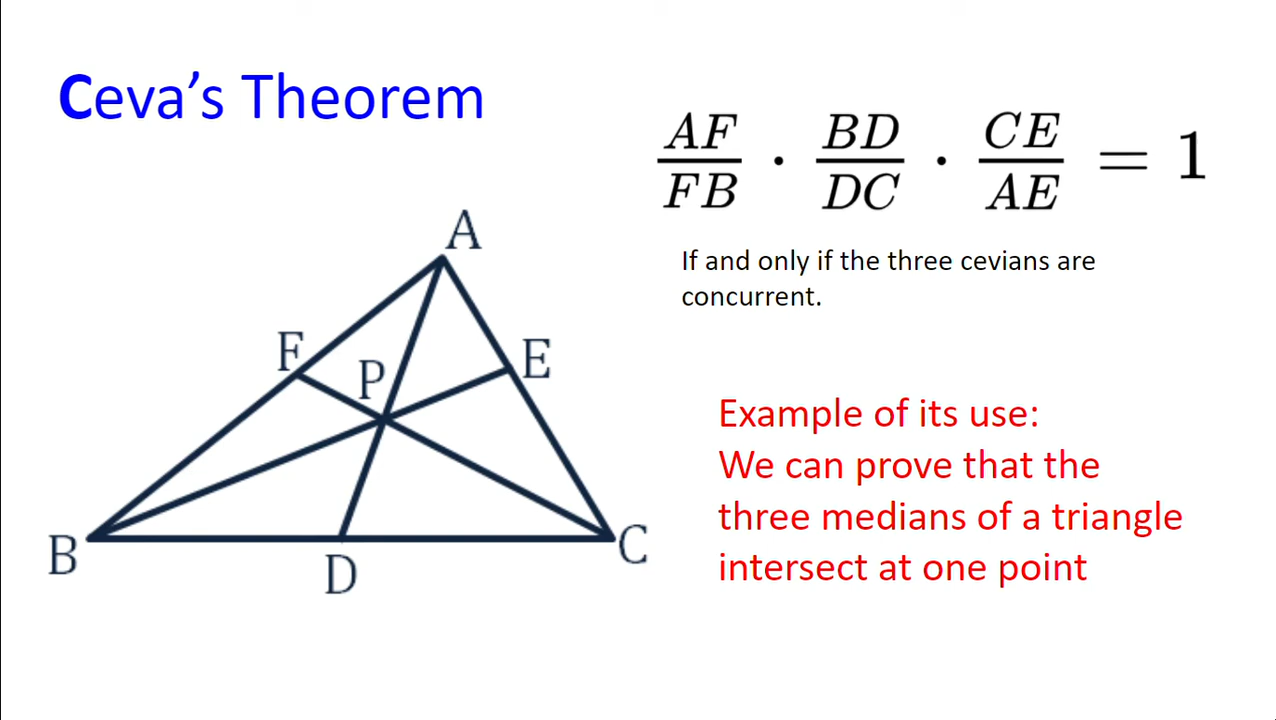 Ceva’s Theorem
AF/FB · BD/DC · CE/AE = 1
If and only if the three cevians are
concurrent.
A
F
P
E
B
D
C
Example of its use:
We can prove that the
three medians of a triangle
intersect at one point